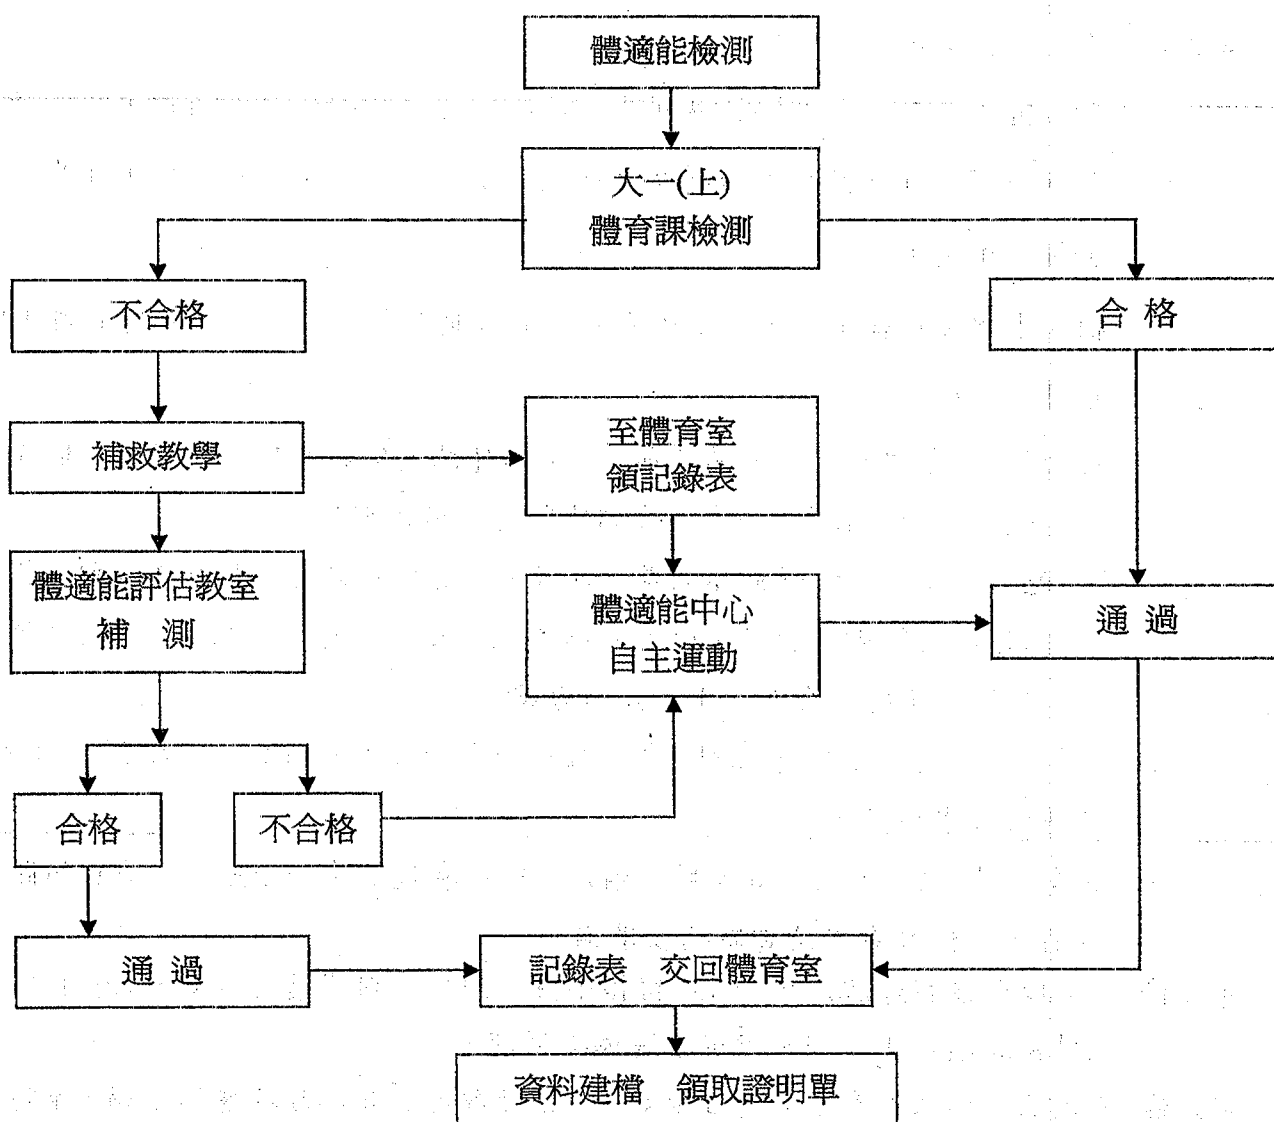 體適能檢測
大一(上)
體育課檢測
不合格
合 格
補救教學
至體育室
領記錄表
體適能評估教室
補 測
體適能中心
自主運動
通 過
合格
不合格
通 過
記錄表 交回體育室
資料建檔 領取證明單